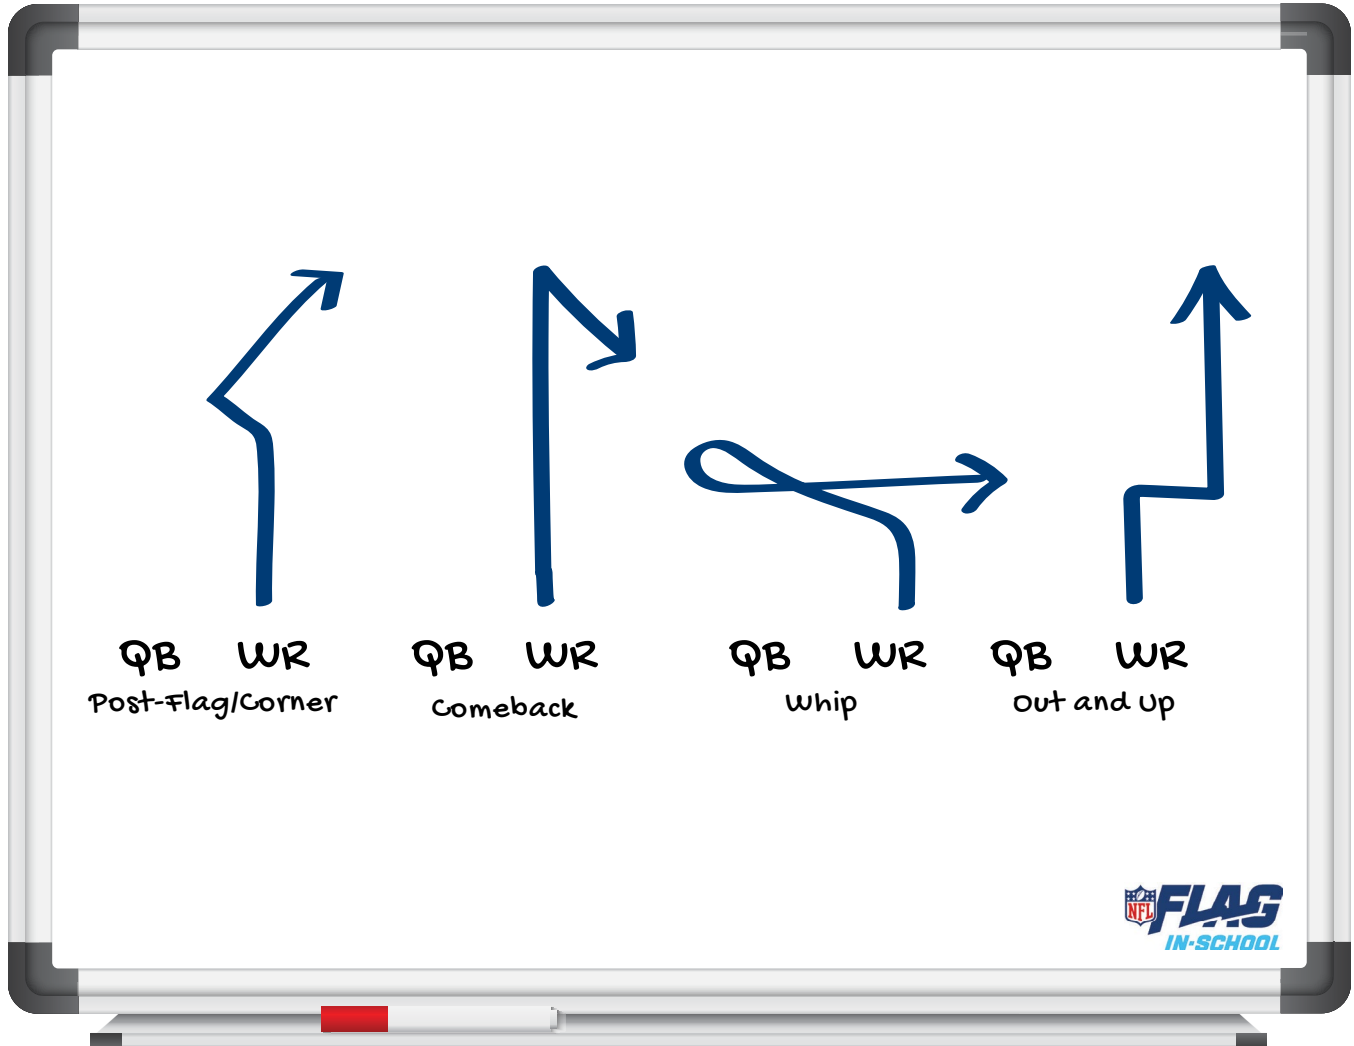 QB WR QB WR QB WR QB WR
Post-Flag/Corner Comeback Whip Out and Up
NFL FLAG
IN-SCHOOL